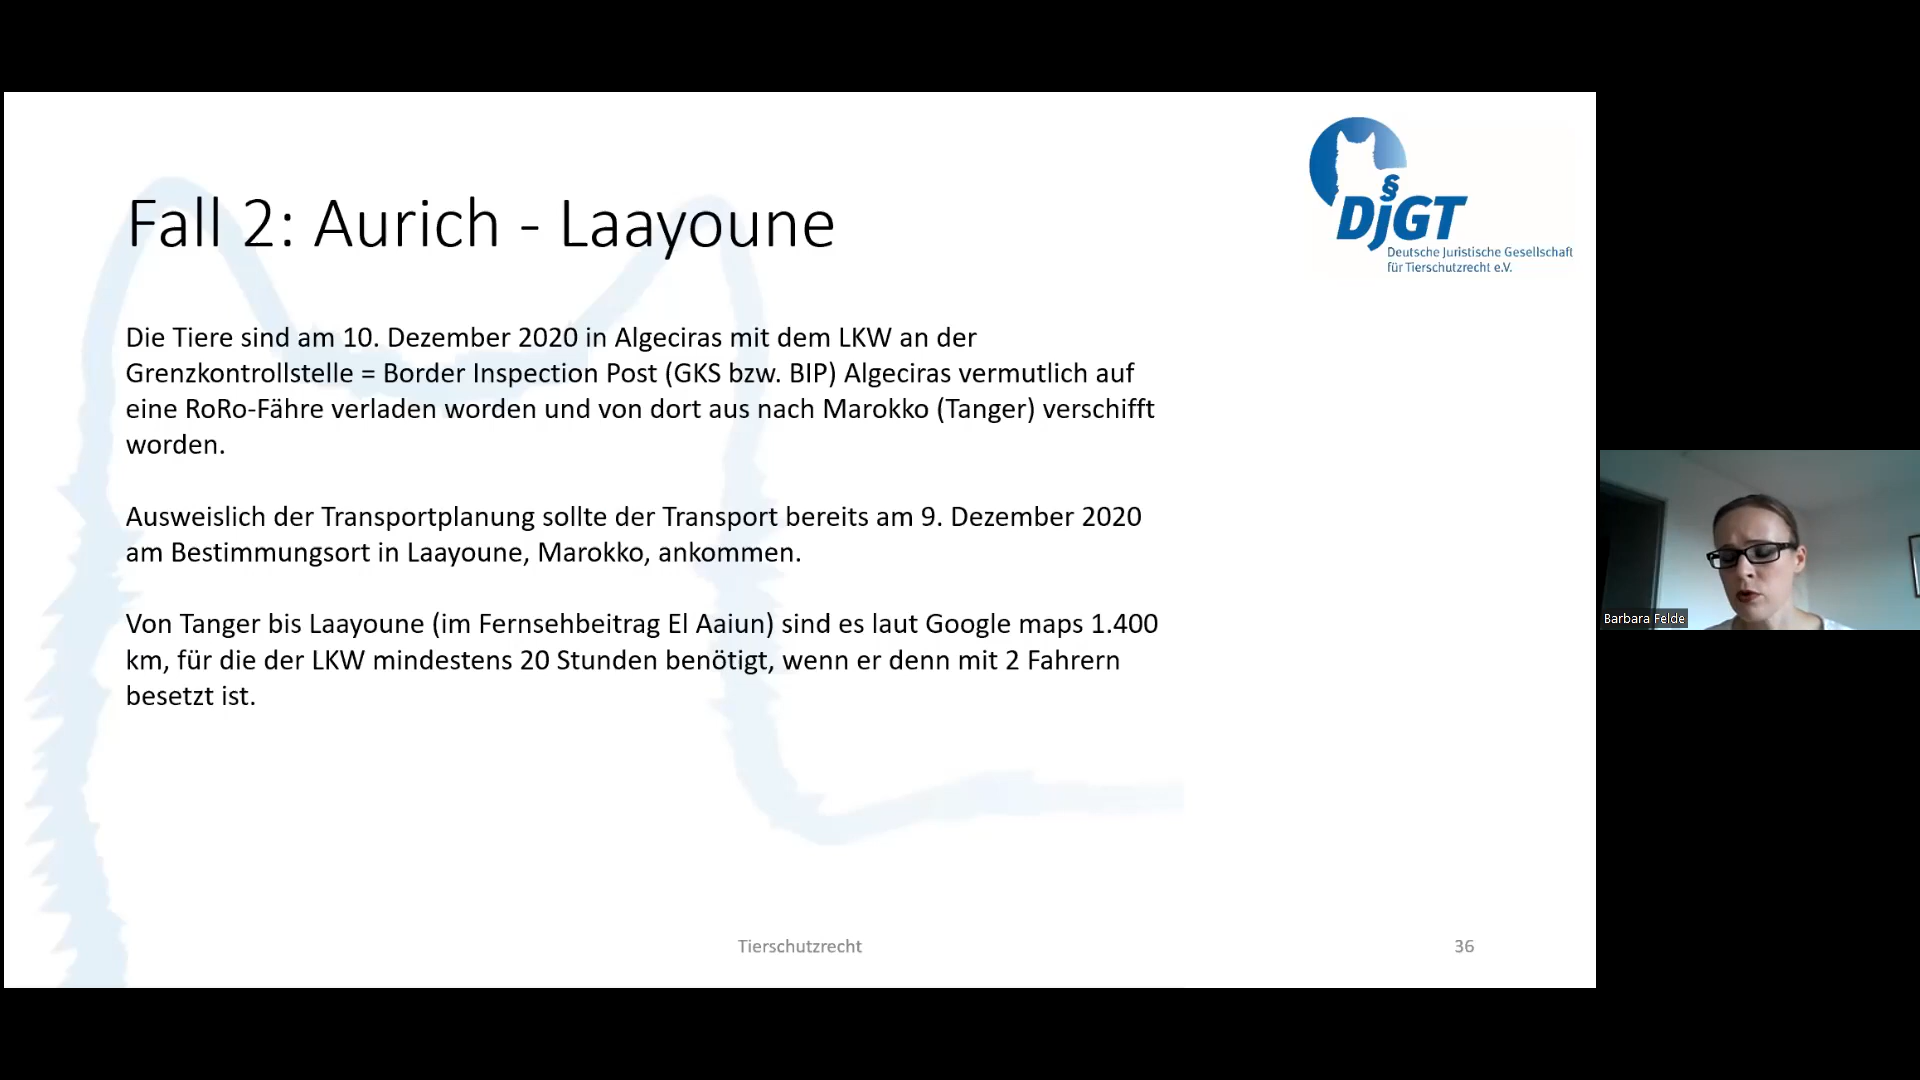 Fall 2: Aurich - Laayoune
§
DJGT
Deutsche Juristische Gesellschaft
für Tierschutzrecht e.V.
Die Tiere sind am 10. Dezember 2020 in Algeciras mit dem LKW an der
Grenzkontrollstelle = Border Inspection Post (GKS bzw. BIP) Algeciras vermutlich auf
eine RoRo-Fähre verladen worden und von dort aus nach Marokko (Tanger) verschifft
worden.
Ausweislich der Transportplanung sollte der Transport bereits am 9. Dezember 2020
am Bestimmungsort in Laayoune, Marokko, ankommen.
Von Tanger bis Laayoune (im Fernsehbeitrag El Aaiun) sind es laut Google maps 1.400
km, für die der LKW mindestens 20 Stunden benötigt, wenn er denn mit 2 Fahrern
besetzt ist.
Barbara Felde
Tierschutzrecht
36